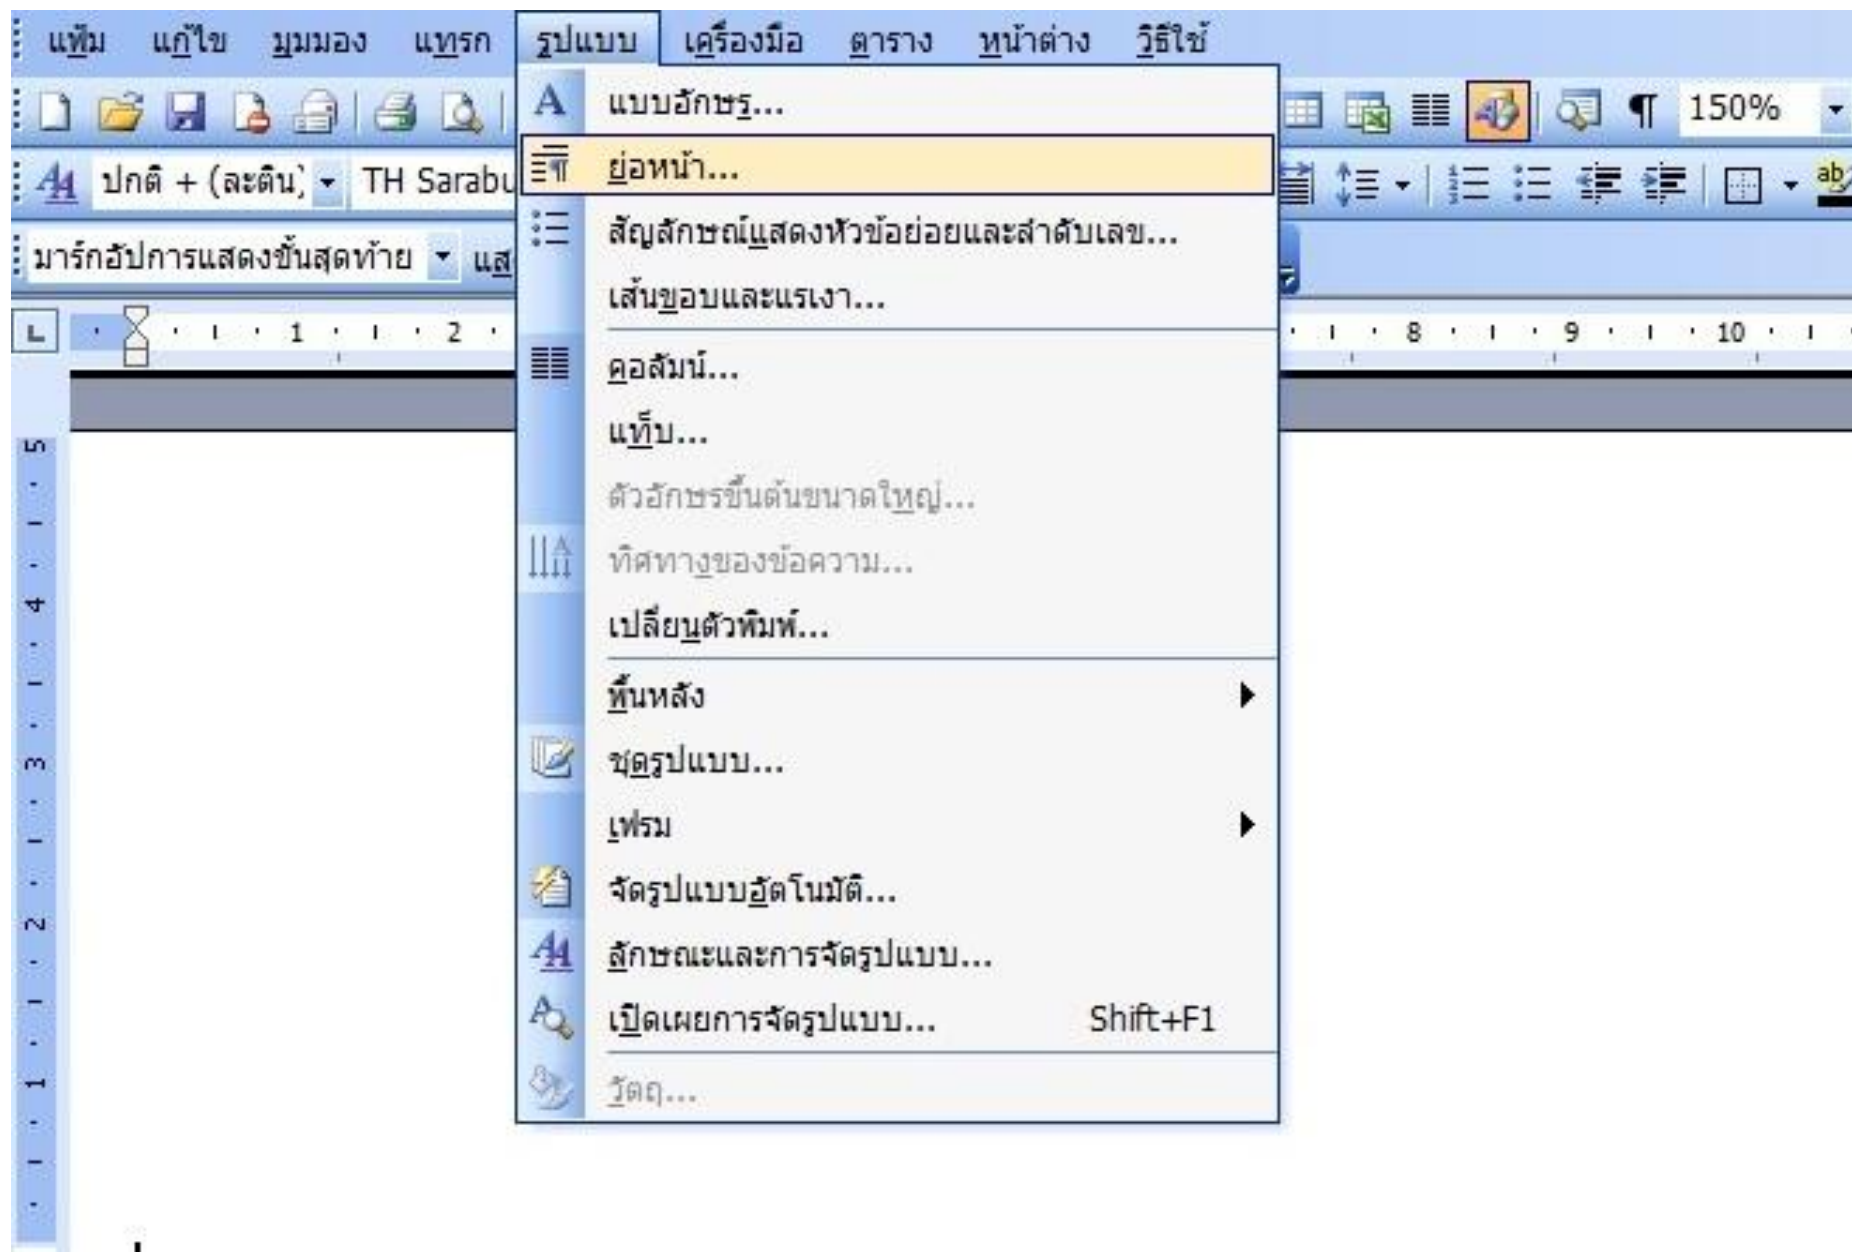 แฟ้ม แก้ไข มุมมอง แทรก รูปแบบ เครื่องมือ ตาราง หน้าต่าง วิธีใช้
แบบอักษร...
150%
ย่อหน้า...
ปกติ + (ละติน) TH Sarabu
สัญลักษณ์แสดงหัวข้อย่อยและลำดับเลข...
มาร์กอัปการแสดงขั้นสุดท้าย แส
เส้นขอบและแรเงา...
1 2 8 9 10
คอลัมน์...
แท็บ...
ตัวอักษรขึ้นต้นขนาดใหญ่...
ทิศทางของข้อความ...
เปลี่ยนตัวพิมพ์...
พื้นหลัง
ชุดรูปแบบ...
เฟรม
จัดรูปแบบอัตโนมัติ...
ลักษณะและการจัดรูปแบบ...
เปิดเผยการจัดรูปแบบ... Shift+F1
วัตถุ...
5
4
3
2
1